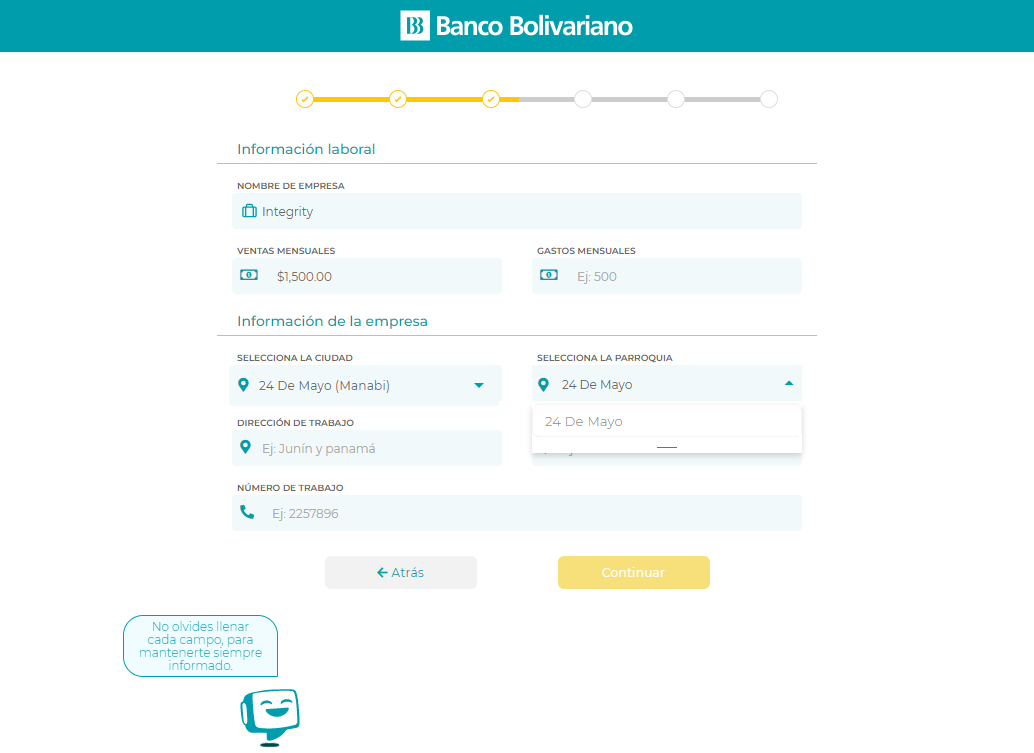 Banco Bolivariano
Información laboral
NOMBRE DE EMPRESA
Integrity
VENTAS MENSUALES
GASTOS MENSUALES
$1,500.00
Ej: 500
Información de la empresa
SELECCIONA LA CIUDAD
SELECCIONA LA PARROQUIA
24 De Mayo (Manabi)
24 De Mayo
24 De Mayo
DIRECCIÓN DE TRABAJO
Ej: Junín y panamá
NÚMERO DE TRABAJO
Ej: 2257896
Atrás
Continuar
No olvides llenar
cada campo, para
mantenerte siempre
informado.